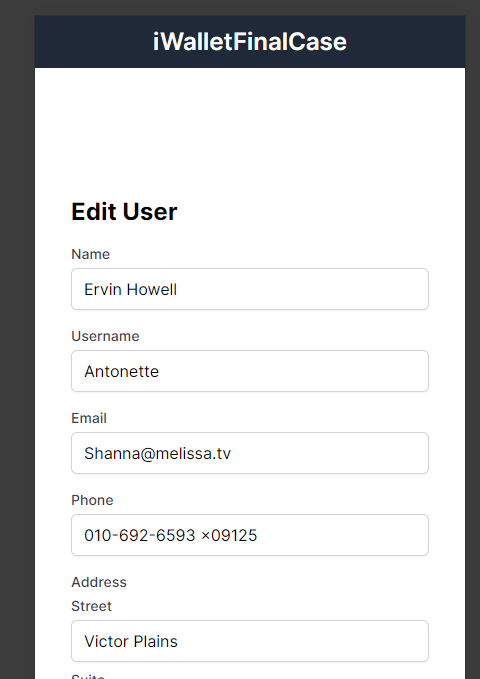 iWalletFinalCase
Edit User
Name
Ervin Howell
Username
Antonette
Email
Shanna@melissa.tv
Phone
010-692-6593 x09125
Address
Street
Victor Plains
Suite